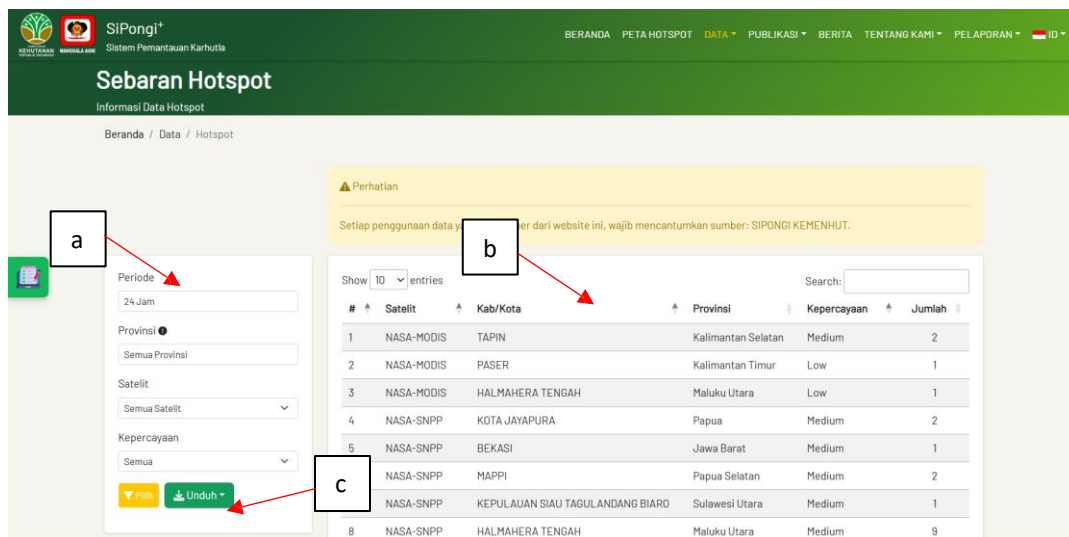 SiPongi+
Sistem Pemantauan Karhutla
KEHUTANAN
MANGGALA AGNI
BERANDA PETA HOTSPOT DATA PUBLIKASI BERITA TENTANG KAMI PELAPORAN ID
Sebaran Hotspot
Informasi Data Hotspot
Beranda / Data / Hotspot
Perhatian
Setiap penggunaan data dari website ini, wajib mencantumkan sumber: SIPONGI KEMENHUT.
a
b
c
Periode
24 Jam
Provinsi
Semua Provinsi
Satelit
Semua Satelit
Kepercayaan
Semua
Pilih Unduh
Show 10 entries Search:
# Satelit Kab/Kota Provinsi Kepercayaan Jumlah
1 NASA-MODIS TAPIN Kalimantan Selatan Medium 2
2 NASA-MODIS PASER Kalimantan Timur Low 1
3 NASA-MODIS HALMAHERA TENGAH Maluku Utara Low 1
4 NASA-SNPP KOTA JAYAPURA Papua Medium 2
5 NASA-SNPP BEKASI Jawa Barat Medium 1
NASA-SNPP MAPPI Papua Selatan Medium 2
NASA-SNPP KEPULAUAN SIAU TAGULANDANG BIARO Sulawesi Utara Medium 1
8 NASA-SNPP HALMAHERA TENGAH Maluku Utara Medium 9